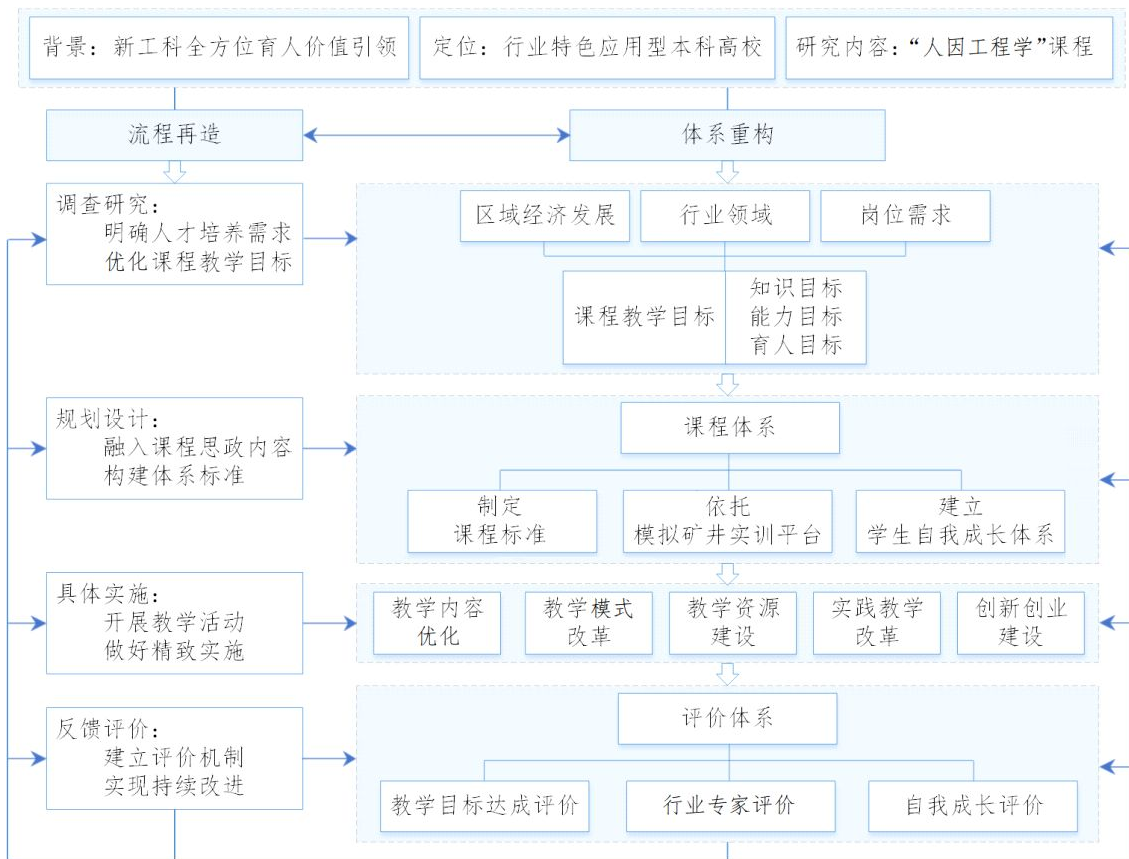 背景：新工科全方位育人价值引领
定位：行业特色应用型本科高校
研究内容：“人因工程学”课程
流程再造
体系重构
调查研究：
明确人才培养需求
优化课程教学目标
区域经济发展
行业领域
岗位需求
课程教学目标
知识目标
能力目标
育人目标
规划设计：
融入课程思政内容
构建体系标准
课程体系
制定
课程标准
依托
模拟矿井实训平台
建立
学生自我成长体系
具体实施：
开展教学活动
做好精致实施
教学内容
优化
教学模式
改革
教学资源
建设
实践教学
改革
创新创业
建设
反馈评价：
建立评价机制
实现持续改进
评价体系
教学目标达成评价
行业专家评价
自我成长评价